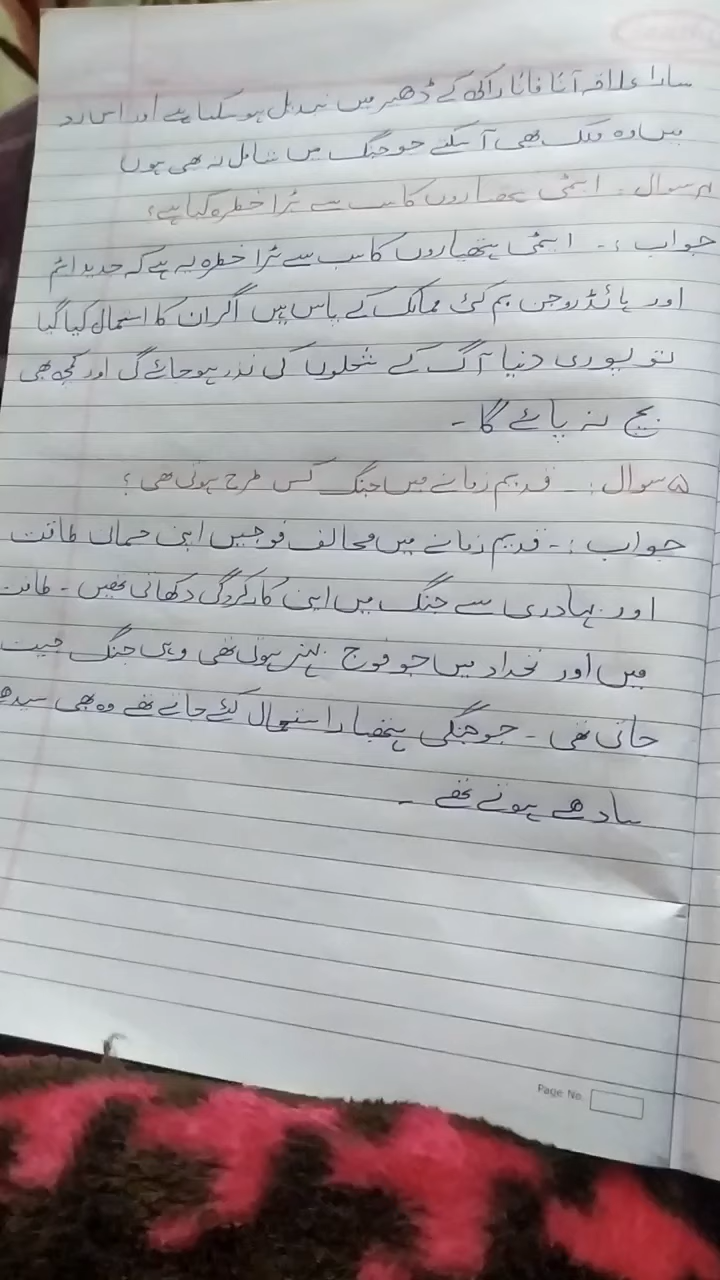 سارا علاقہ آناً فاناً راکھ کے ڈھیر میں تبدیل ہو سکتا ہے اور اس زد
میں وہ ملک بھی آ سکتے جو جنگ میں شامل نہ بھی ہوں
۴ سوال :۔ ایٹمی ہتھیاروں کا سب سے بڑا خطرہ کیا ہے؟
جواب :۔ ایٹمی ہتھیاروں کا سب سے بڑا خطرہ یہ ہے کہ جدید ایٹم
اور ہائڈروجن بم کئی ممالک کے پاس ہیں اگر ان کا استمال کیا گیا
تو پوری دنیا آگ کے شعلوں کی نذر ہو جائے گی اور کچھ بھی
بچ نہ پائے گا ۔
۵ سوال :۔ قدیم زمانے میں جنگ کس طرح ہوتی تھی ؟
جواب :۔ قدیم زمانے میں مخالف فوجیں اپنی جسمانی طاقت
اور بہادری سے جنگ میں اپنی کارکردگی دکھاتی تھیں ۔ طاقت
میں اور تعداد میں جو فوج بہتر ہوتی تھی وہی جنگ جیت
جاتی تھی ۔ جو جنگی ہتھیار استعمال کئے جاتے تھے وہ بھی سیدھے
سادھے ہوتے تھے ۔
Page No.